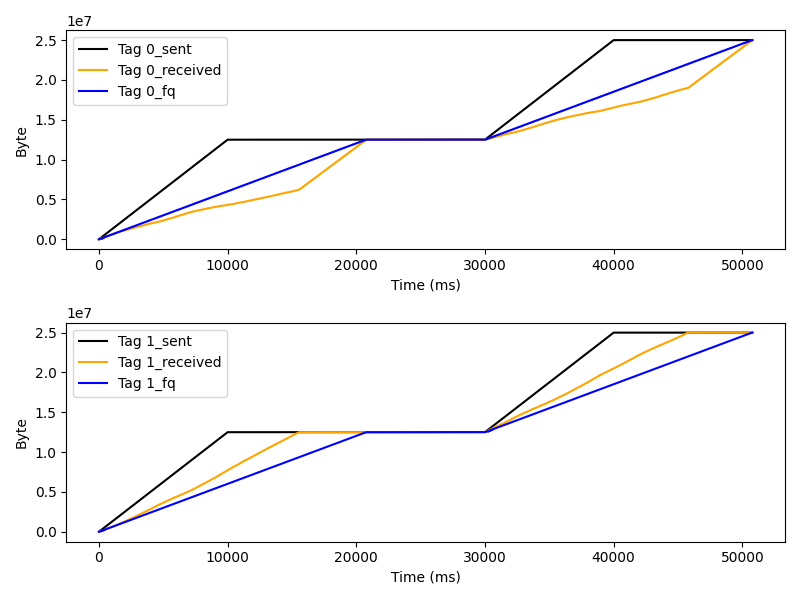 1e7
2.5
2.0
1.5
1.0
0.5
0.0
Byte
Tag 0_sent
Tag 0_received
Tag 0_fq
0 10000 20000 30000 40000 50000
Time (ms)
1e7
2.5
2.0
1.5
1.0
0.5
0.0
Byte
Tag 1_sent
Tag 1_received
Tag 1_fq
0 10000 20000 30000 40000 50000
Time (ms)